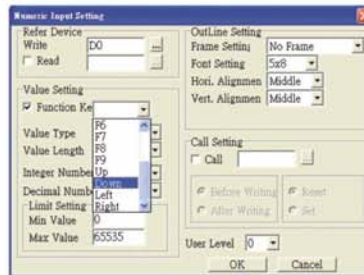 Numeric Input Setting
Refer Device
Write D0 ...
Read ...
Value Setting
Function Ke
F6
F7
F8
F9
Up
Down
Left
Right
Value Type
Value Length
Integer Number
Decimal Numb
Limit Setting
Min Value 0
Max Value 65535
OutLine Setting
Frame Settin No Frame
Font Setting 5x8
Hori. Alignmen Middle
Vert. Alignmen Middle
Call Setting
Call ...
Before Writing Reset
After Writing Set
User Level 0
OK Cancel